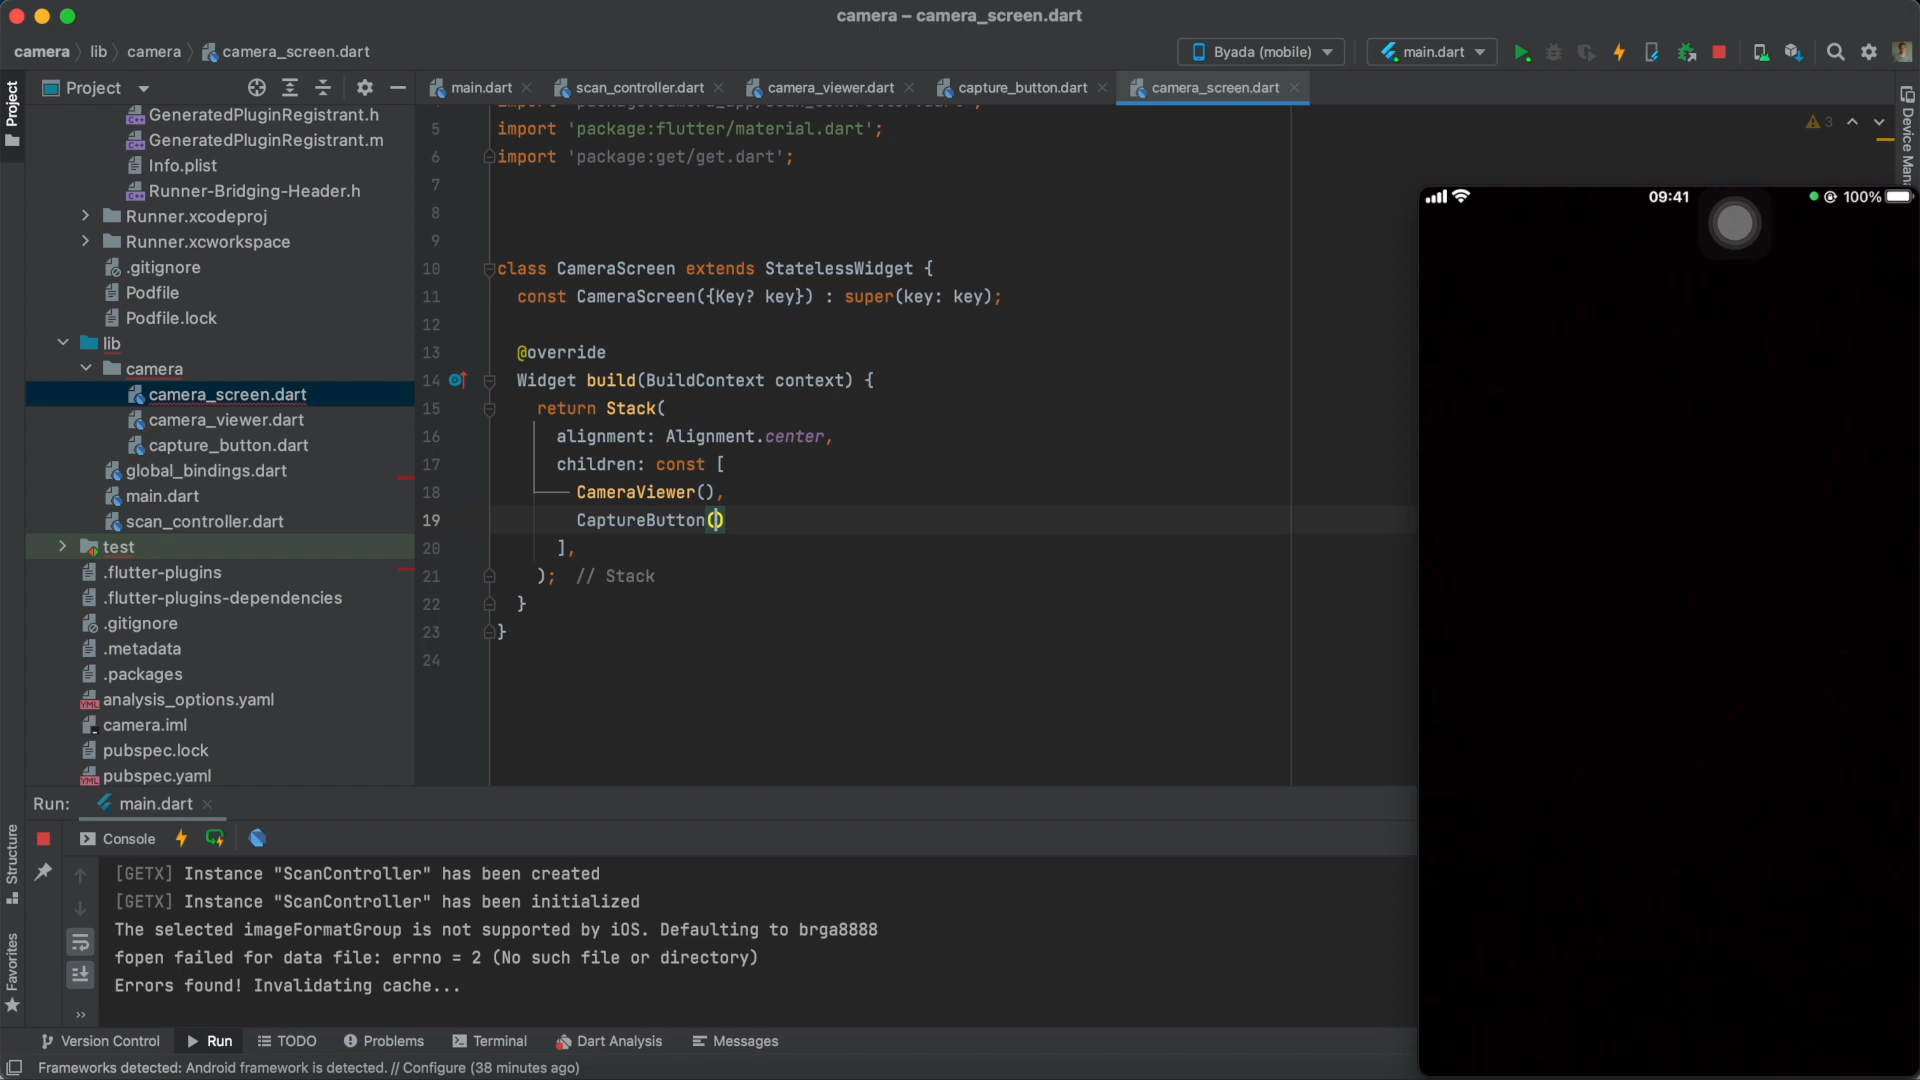 camera – camera_screen.dart
camera
lib
camera
camera_screen.dart
Byada (mobile)
main.dart
Project
Project
main.dart
scan_controller.dart
camera_viewer.dart
capture_button.dart
camera_screen.dart
Device Mana
GeneratedPluginRegistrant.h
GeneratedPluginRegistrant.m
Info.plist
Runner-Bridging-Header.h
Runner.xcodeproj
Runner.xcworkspace
.gitignore
Podfile
Podfile.lock
lib
camera
camera_screen.dart
camera_viewer.dart
capture_button.dart
global_bindings.dart
main.dart
scan_controller.dart
test
.flutter-plugins
.flutter-plugins-dependencies
.gitignore
.metadata
.packages
analysis_options.yaml
camera.iml
pubspec.lock
pubspec.yaml
3
5 import 'package:flutter/material.dart';
6 import 'package:get/get.dart';
7
8
9
10 class CameraScreen extends StatelessWidget {
11 const CameraScreen({Key? key}) : super(key: key);
12
13 @override
14 Widget build(BuildContext context) {
15 return Stack(
16 alignment: Alignment.center,
17 children: const [
18 CameraViewer(),
19 CaptureButton()
20 ],
21 ); // Stack
22 }
23 }
24
09:41
100%
Run:
main.dart
Console
[GETX] Instance "ScanController" has been created
[GETX] Instance "ScanController" has been initialized
The selected imageFormatGroup is not supported by iOS. Defaulting to brga8888
fopen failed for data file: errno = 2 (No such file or directory)
Errors found! Invalidating cache...
Structure
Favorites
Version Control
Run
TODO
Problems
Terminal
Dart Analysis
Messages
Frameworks detected: Android framework is detected. // Configure (38 minutes ago)